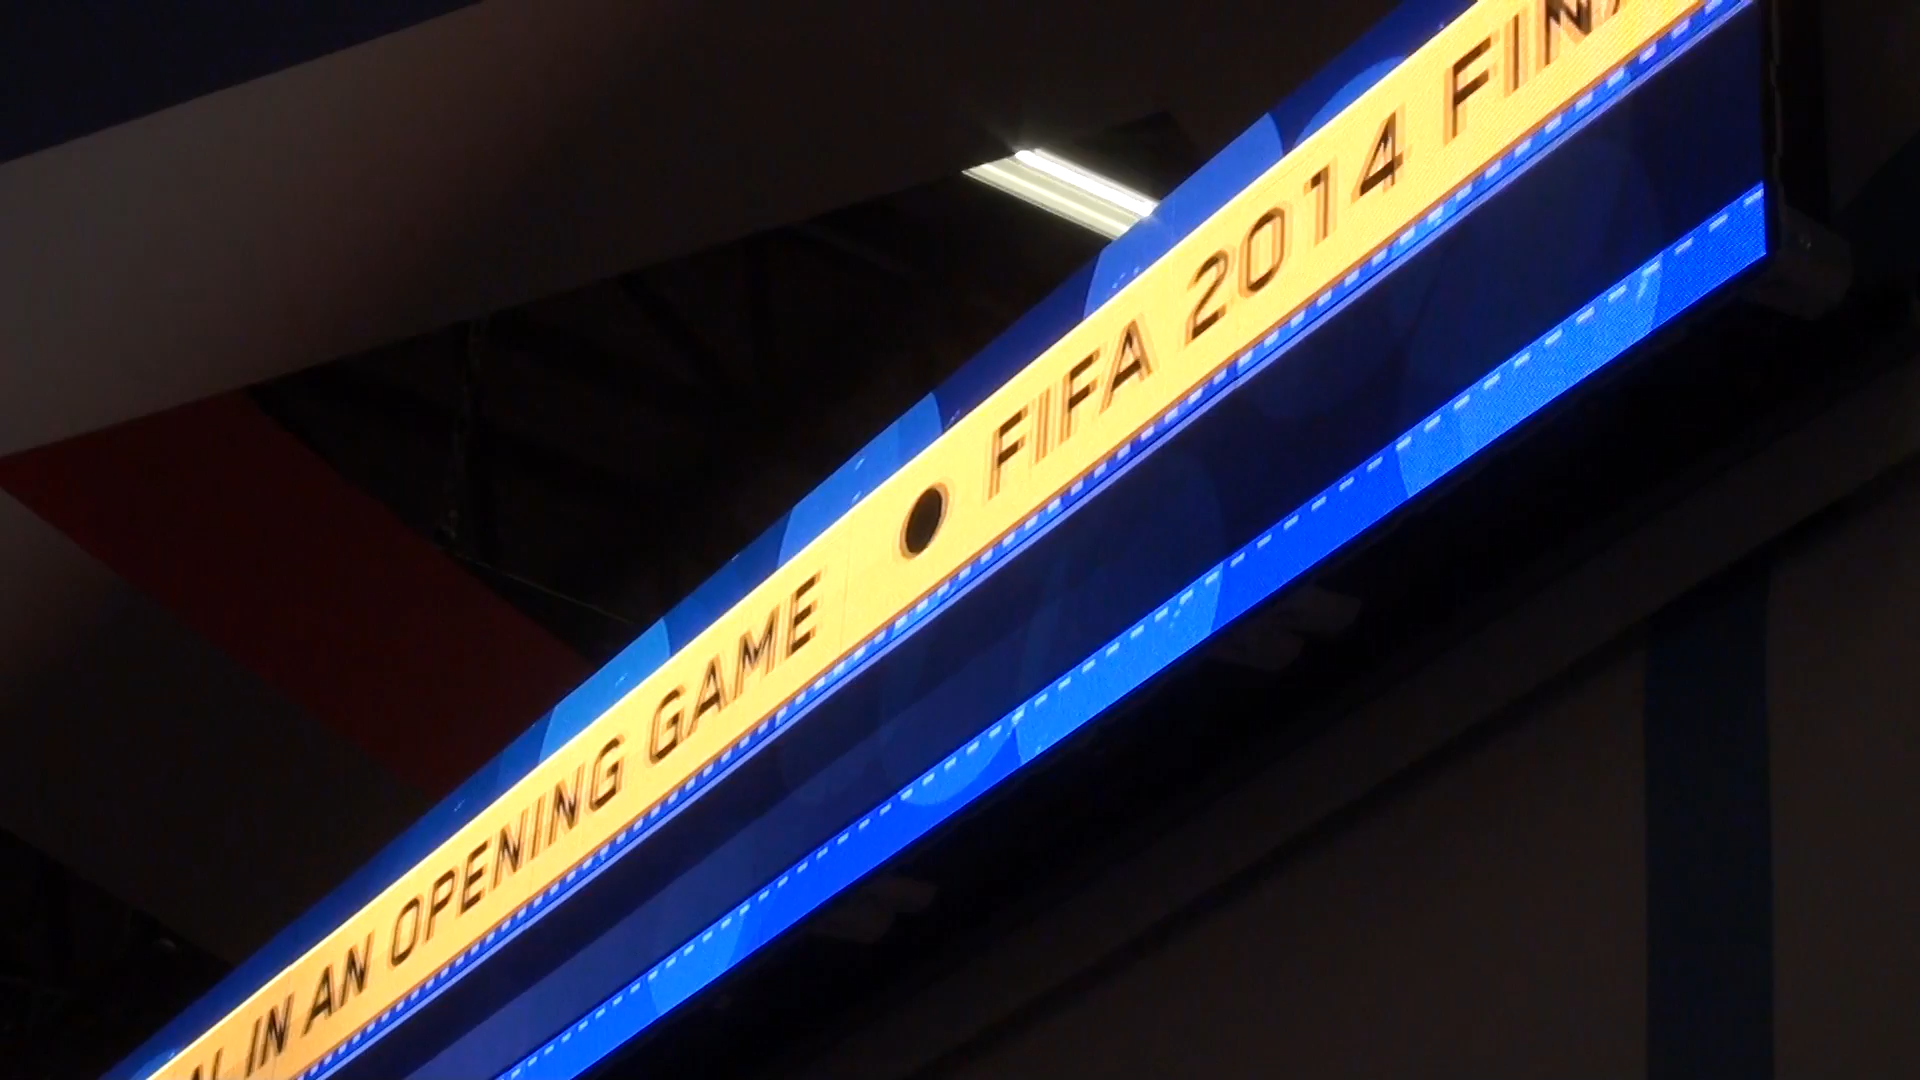 IN AN OPENING GAME ● FIFA 2014